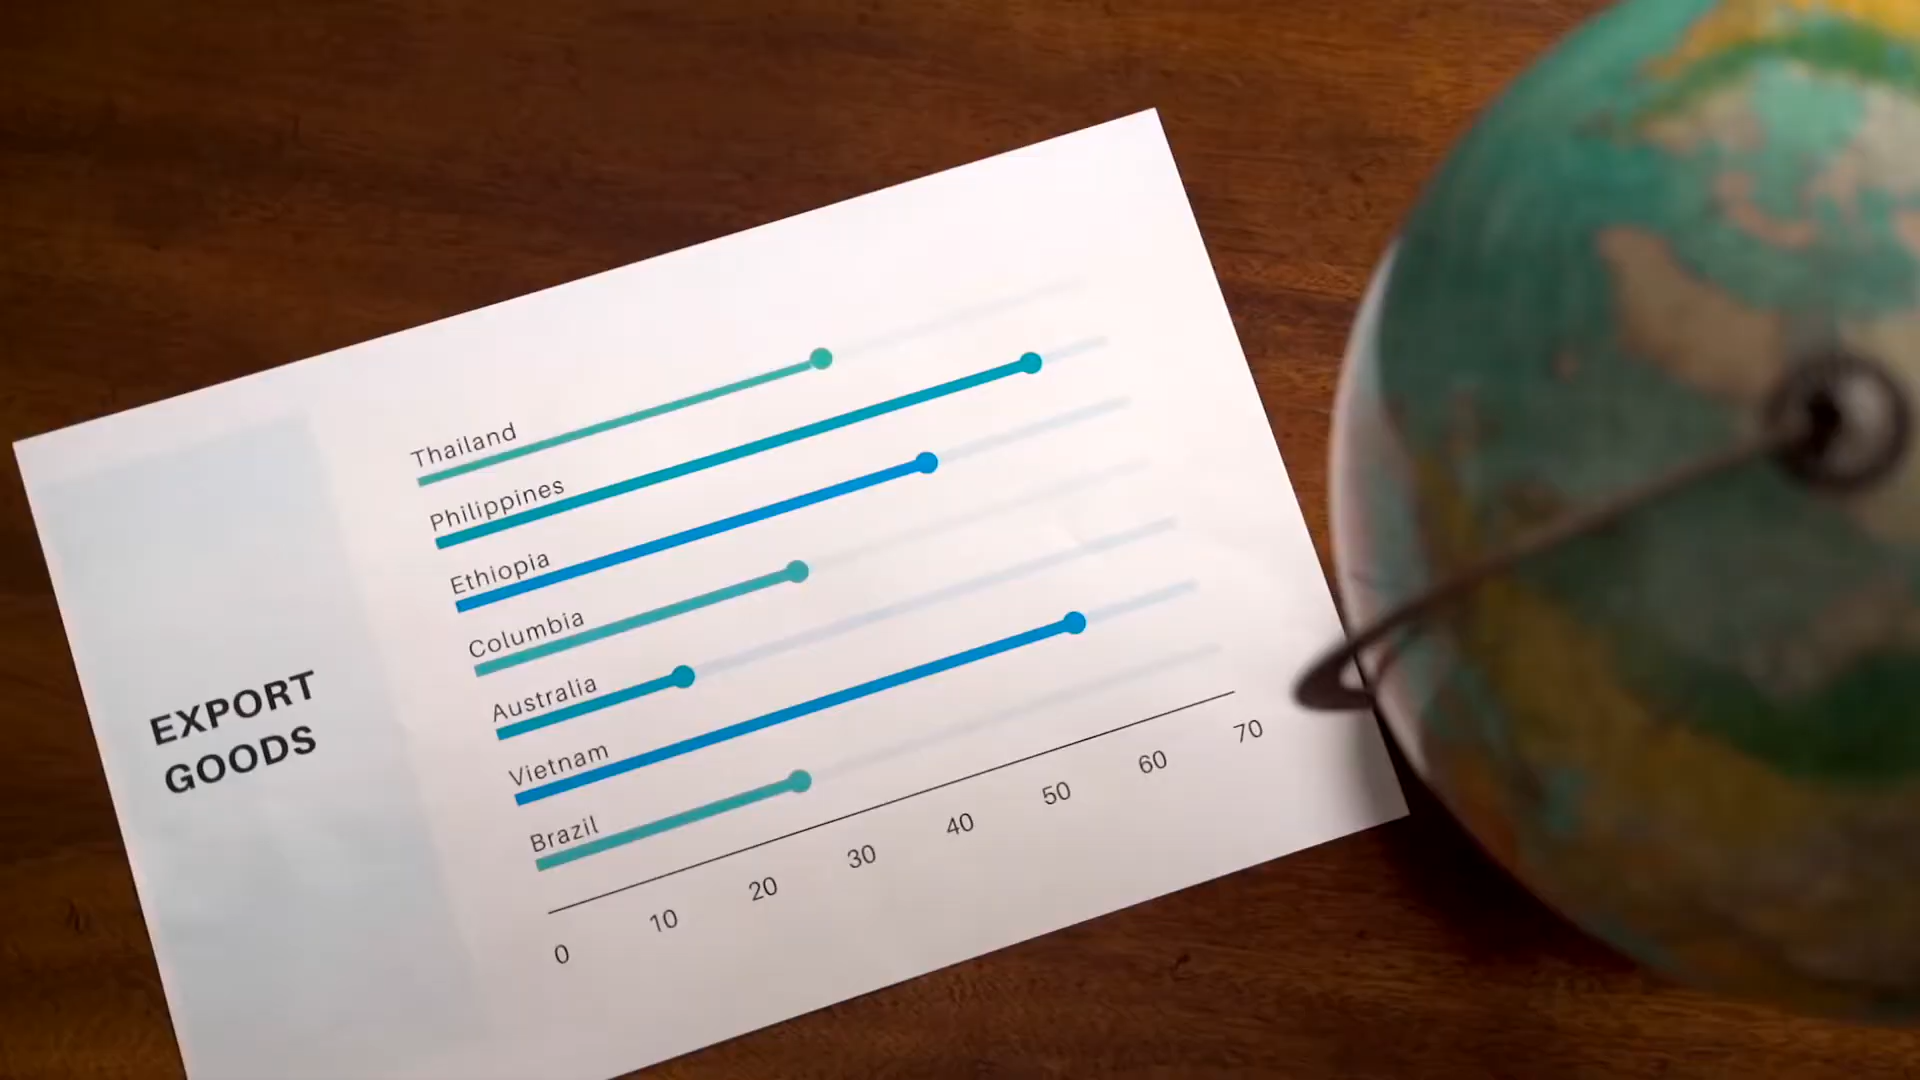 EXPORT
GOODS
Thailand
Philippines
Ethiopia
Columbia
Australia
Vietnam
Brazil
0 10 20 30 40 50 60 70